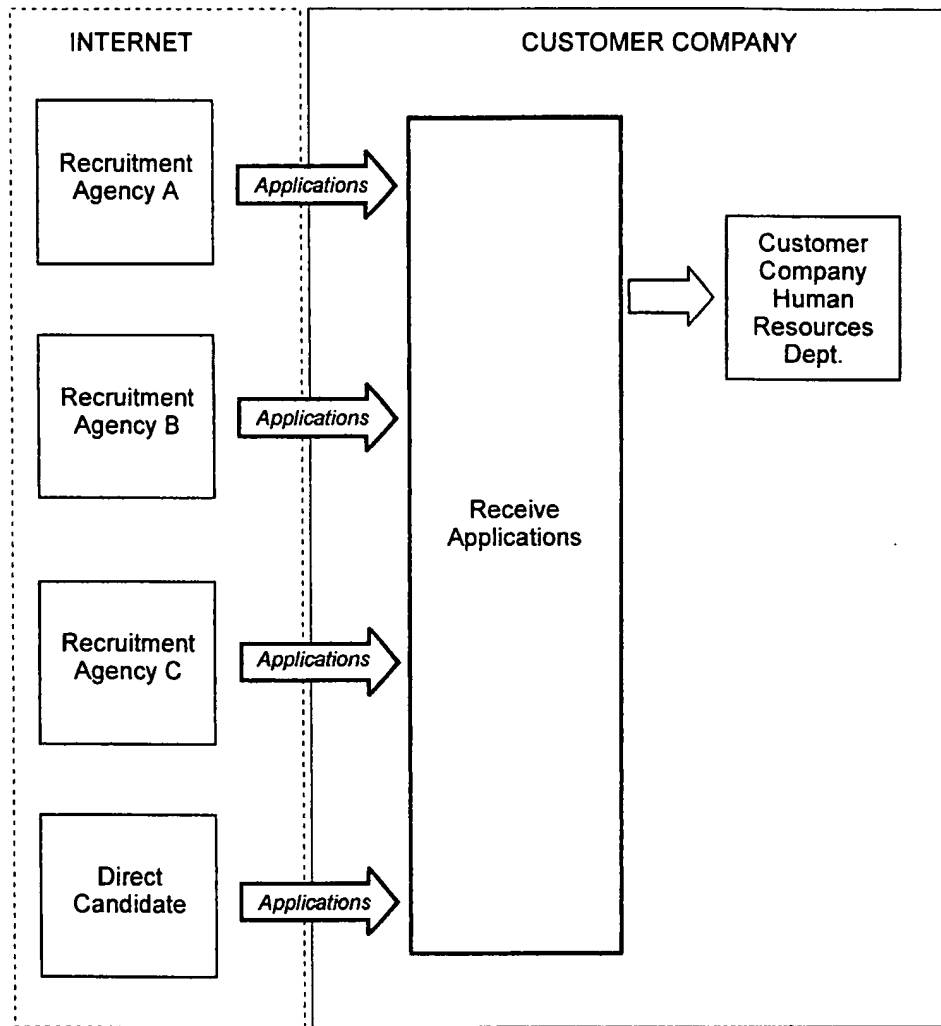 INTERNET
CUSTOMER COMPANY
Recruitment
Agency A
Applications
Customer
Company
Human
Resources
Dept.
Recruitment
Agency B
Applications
Receive
Applications
Recruitment
Agency C
Applications
Direct
Candidate
Applications